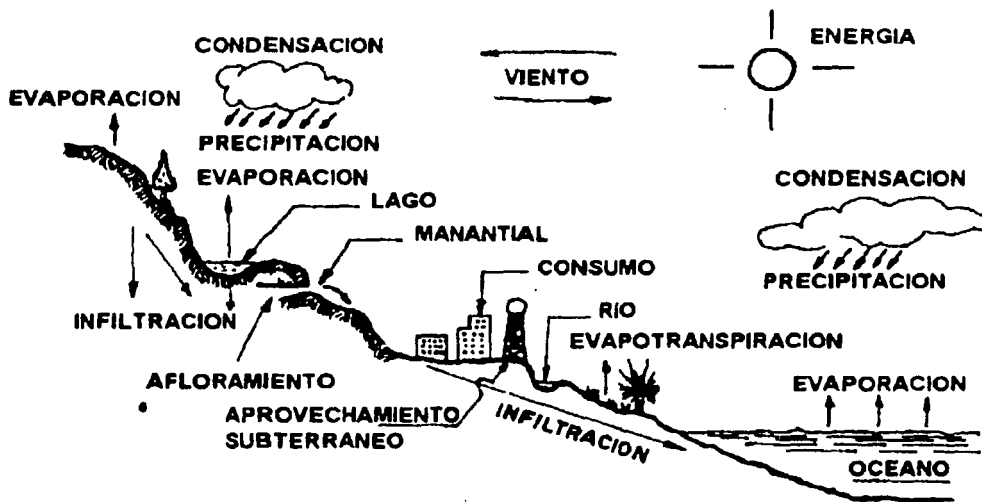 CONDENSACION
ENERGIA
VIENTO
EVAPORACION
PRECIPITACION
EVAPORACION
CONDENSACION
LAGO
MANANTIAL
CONSUMO
PRECIPITACION
INFILTRACION
RIO
EVAPOTRANSPIRACION
AFLORAMIENTO
EVAPORACION
APROVECHAMIENTO
SUBTERRANEO
INFILTRACION
OCEANO